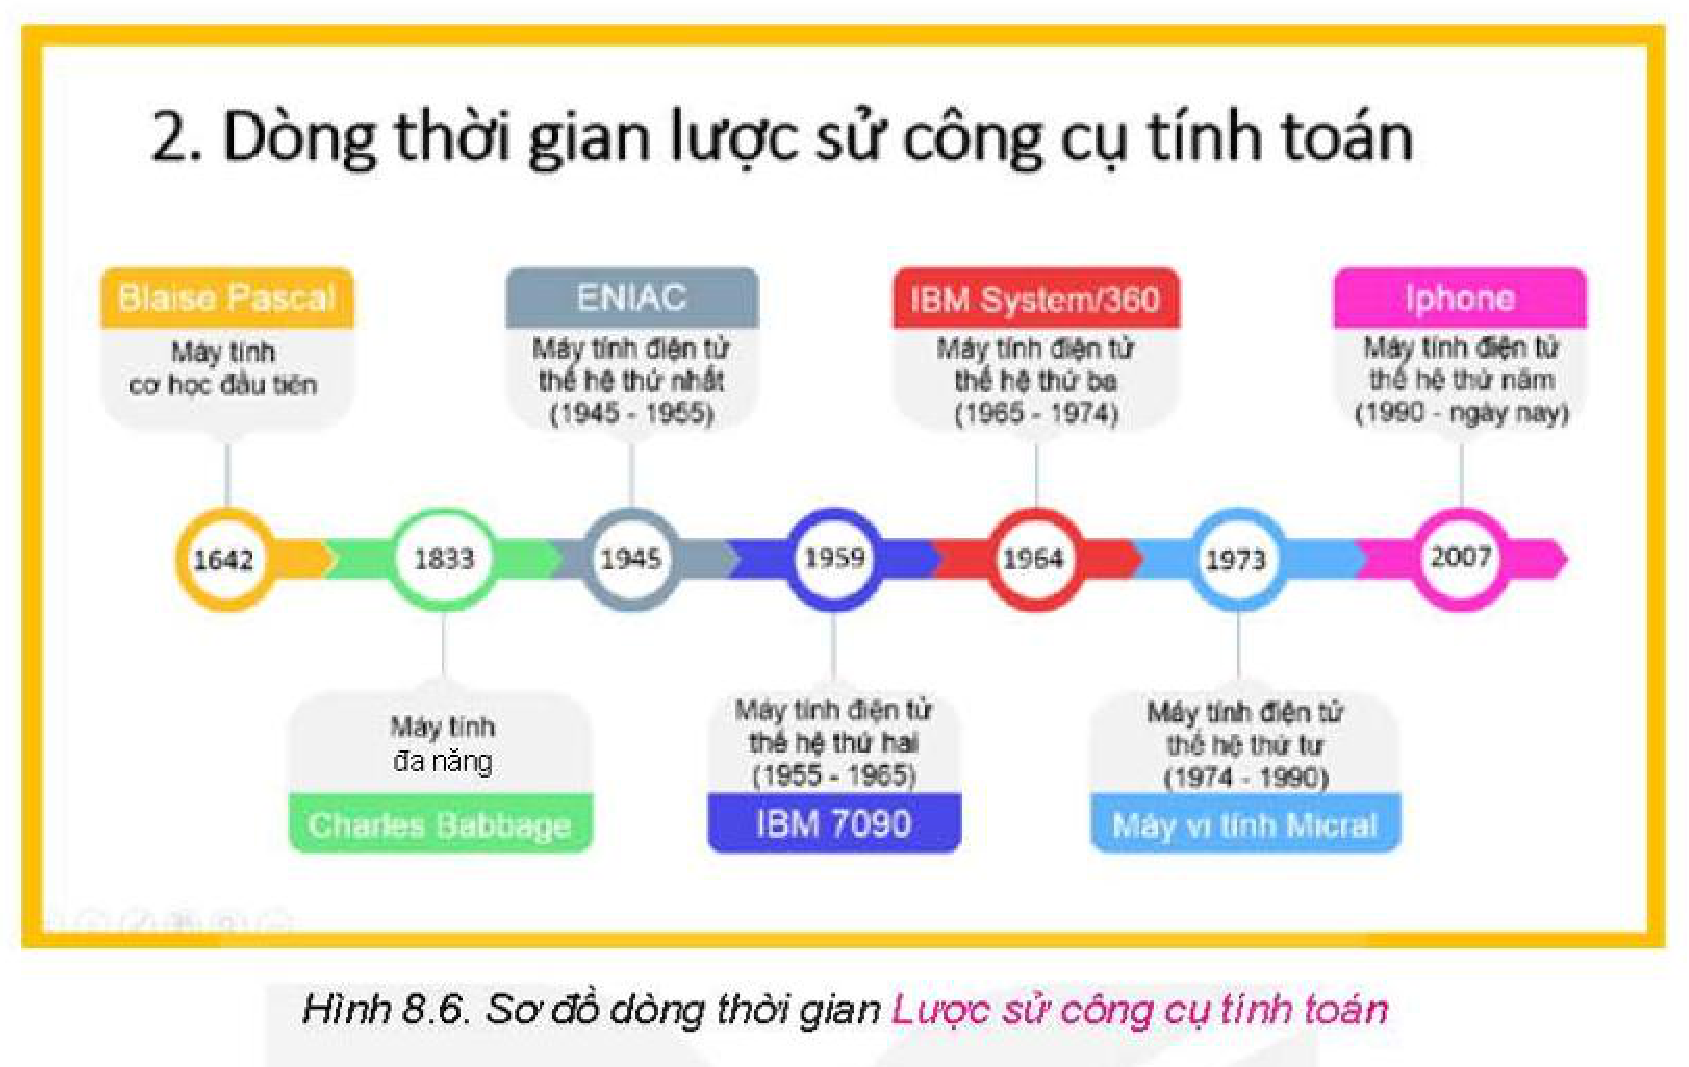 2. Dòng thời gian lược sử công cụ tính toán
Blaise Pascal
Máy tính
cơ học đầu tiên
ENIAC
Máy tính điện tử
thế hệ thứ nhất
(1945 - 1955)
IBM System/360
Máy tính điện tử
thế hệ thứ ba
(1965 - 1974)
Iphone
Máy tính điện tử
thế hệ thứ năm
(1990 - ngày nay)
1642
1833
1945
1959
1964
1973
2007
Máy tính
đa năng
Charles Babbage
Máy tính điện tử
thế hệ thứ hai
(1955 - 1965)
IBM 7090
Máy tính điện tử
thế hệ thứ tư
(1974 - 1990)
Máy vi tính Micral
Hình 8.6. Sơ đồ dòng thời gian Lược sử công cụ tính toán